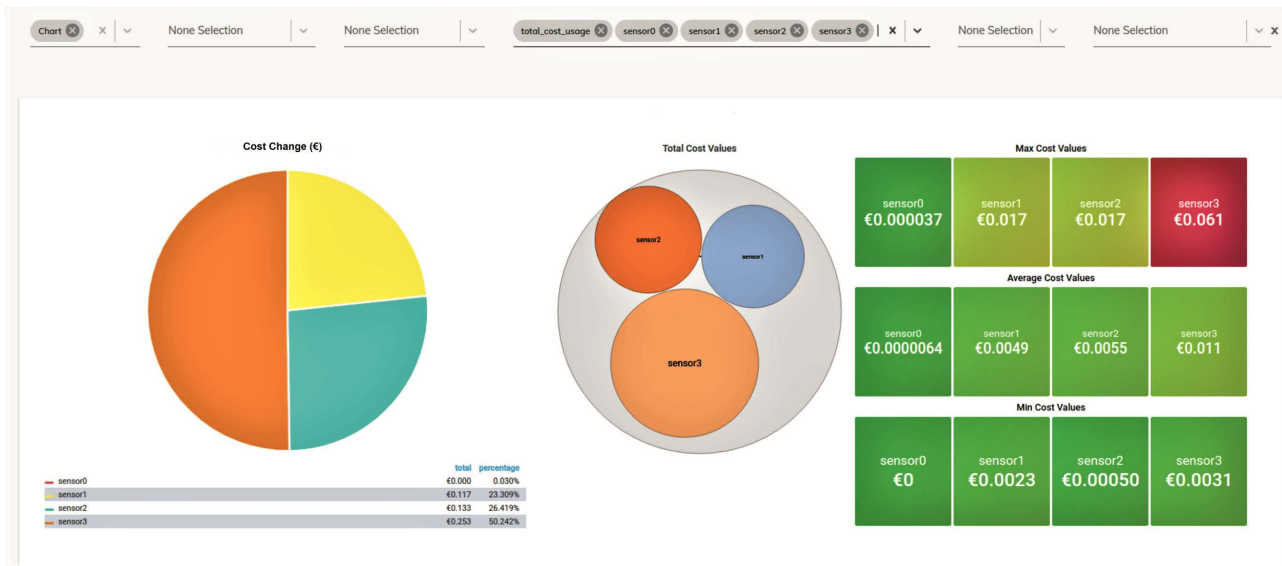 Chart None Selection None Selection total_cost_usage sensor0 sensor1 sensor2 sensor3 None Selection None Selection
Cost Change (€)
total percentage
sensor0 €0.000 0.030%
sensor1 €0.117 23.309%
sensor2 €0.133 26.419%
sensor3 €0.253 50.242%
Total Cost Values
sensor2
sensor1
sensor3
Max Cost Values
sensor0 sensor1 sensor2 sensor3
€0.000037 €0.017 €0.017 €0.061
Average Cost Values
sensor0 sensor1 sensor2 sensor3
€0.0000064 €0.0049 €0.0055 €0.011
Min Cost Values
sensor0 sensor1 sensor2 sensor3
€0 €0.0023 €0.00050 €0.0031